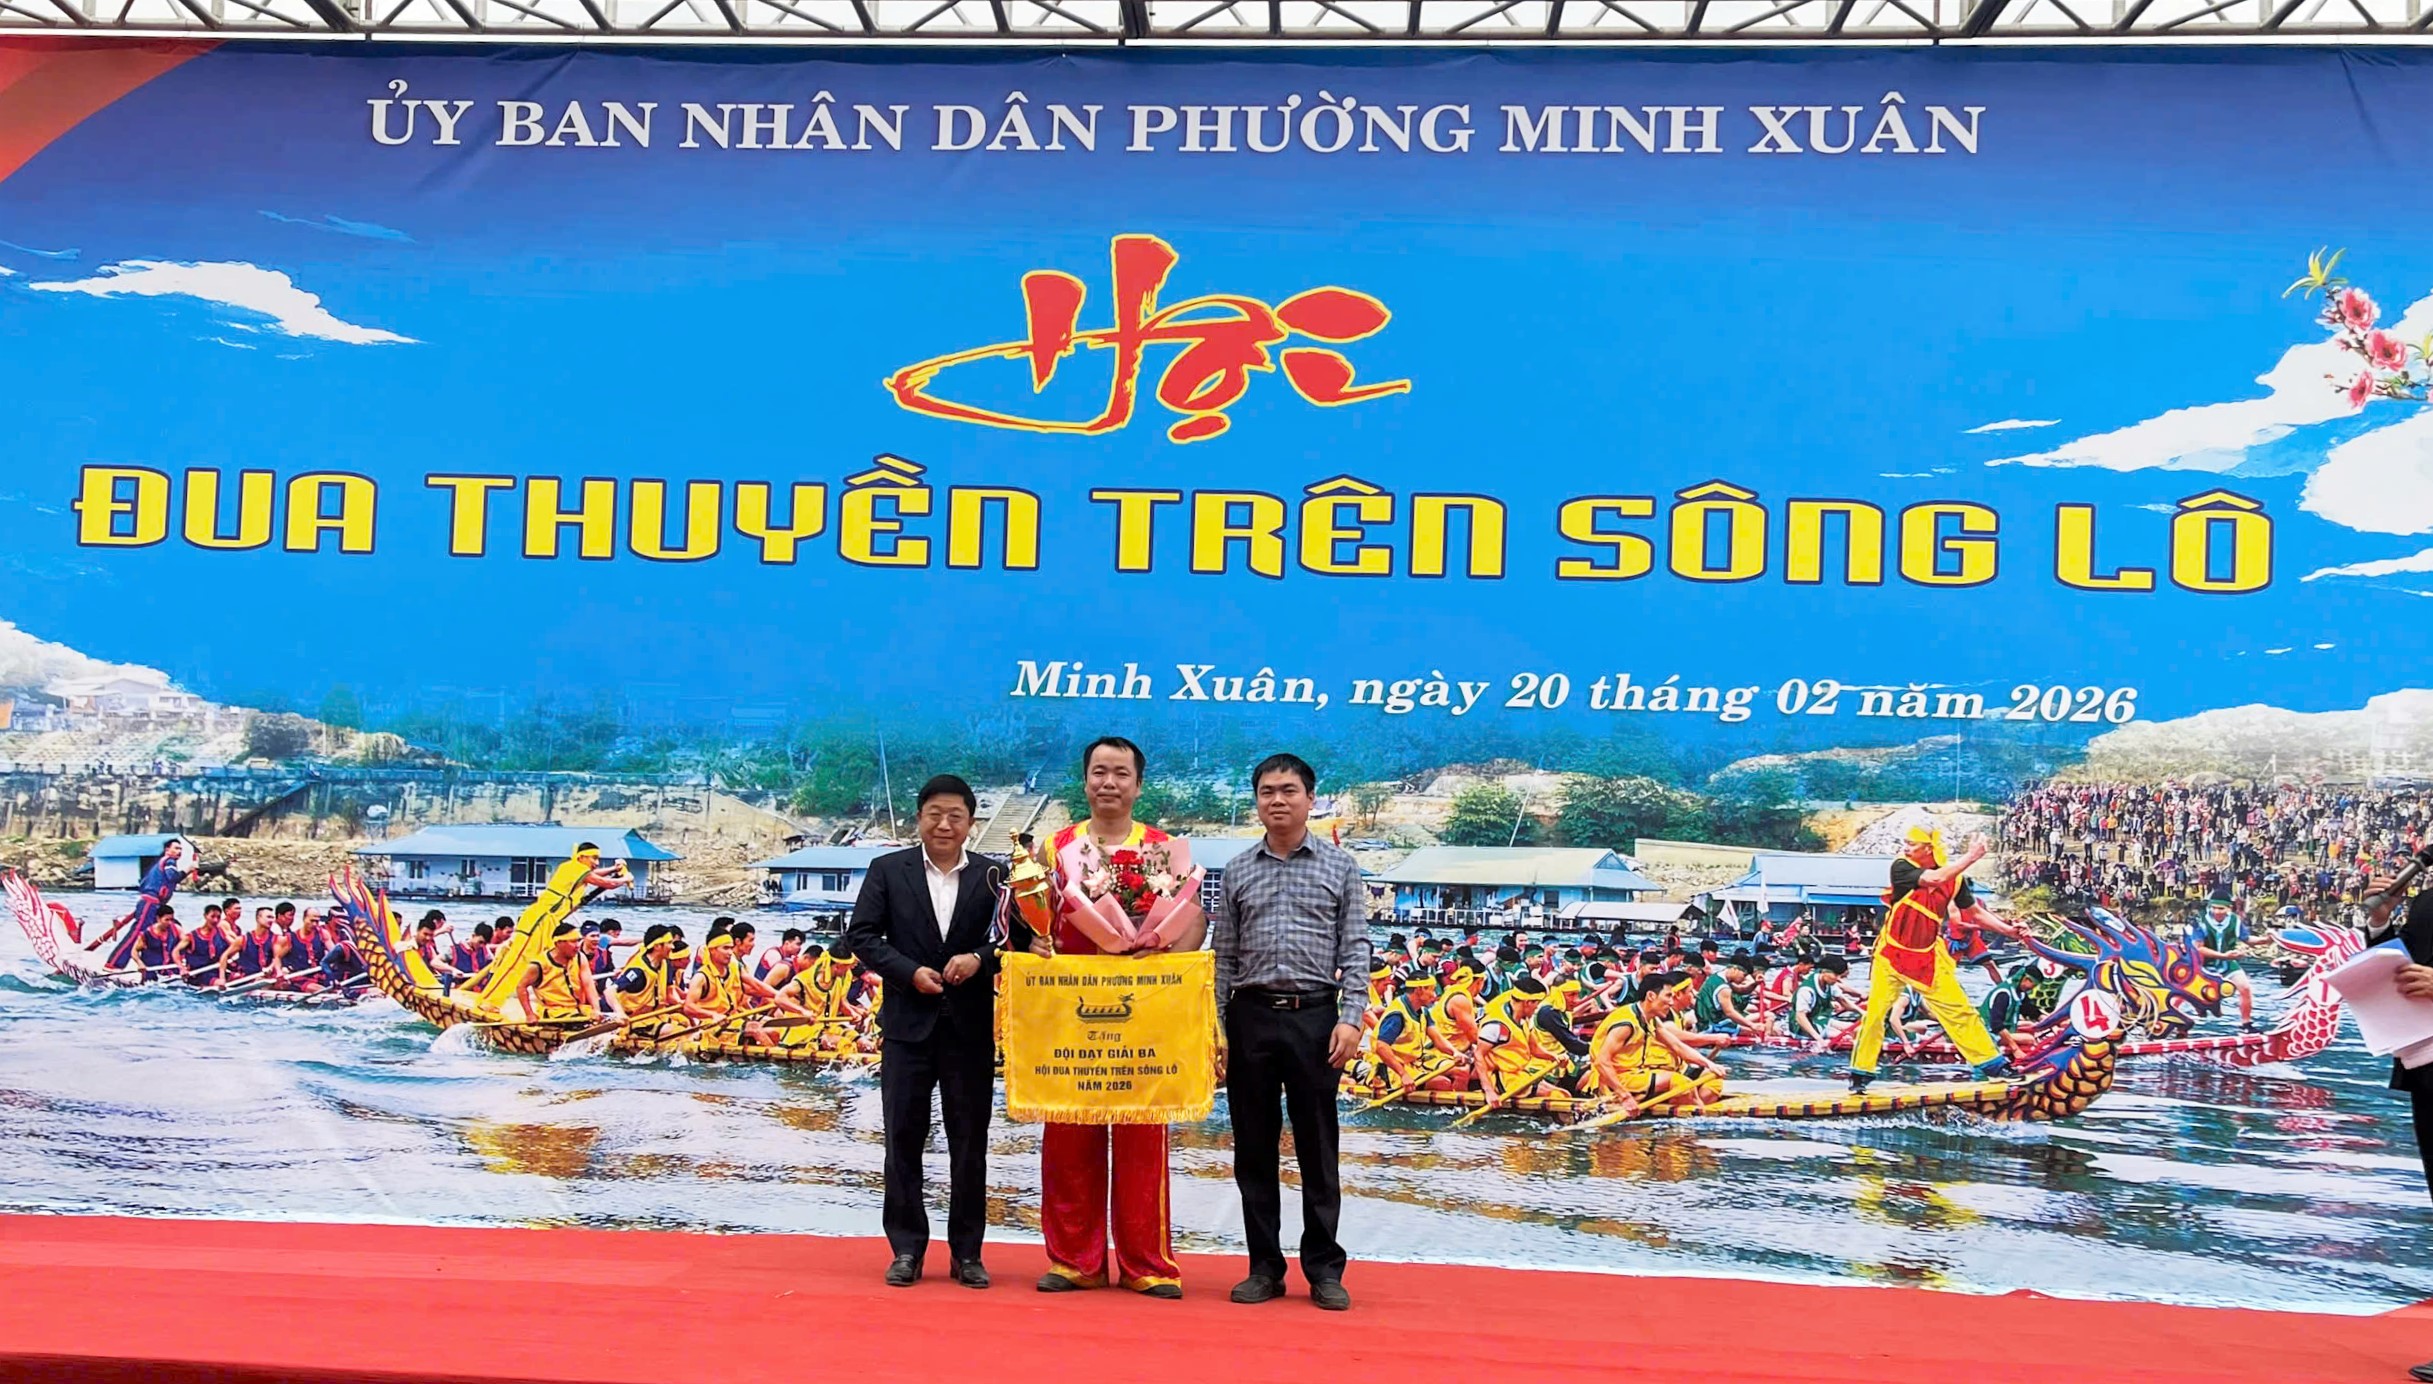 ỦY BAN NHÂN DÂN PHƯỜNG MINH XUÂN
Hội
ĐUA THUYỀN TRÊN SÔNG LÔ
Minh Xuân, ngày 20 tháng 02 năm 2026
ỦY BAN NHÂN DÂN PHƯỜNG MINH XUÂN
Tặng
ĐỘI ĐẠT GIẢI BA
HỘI ĐUA THUYỀN TRÊN SÔNG LÔ
NĂM 2026
4